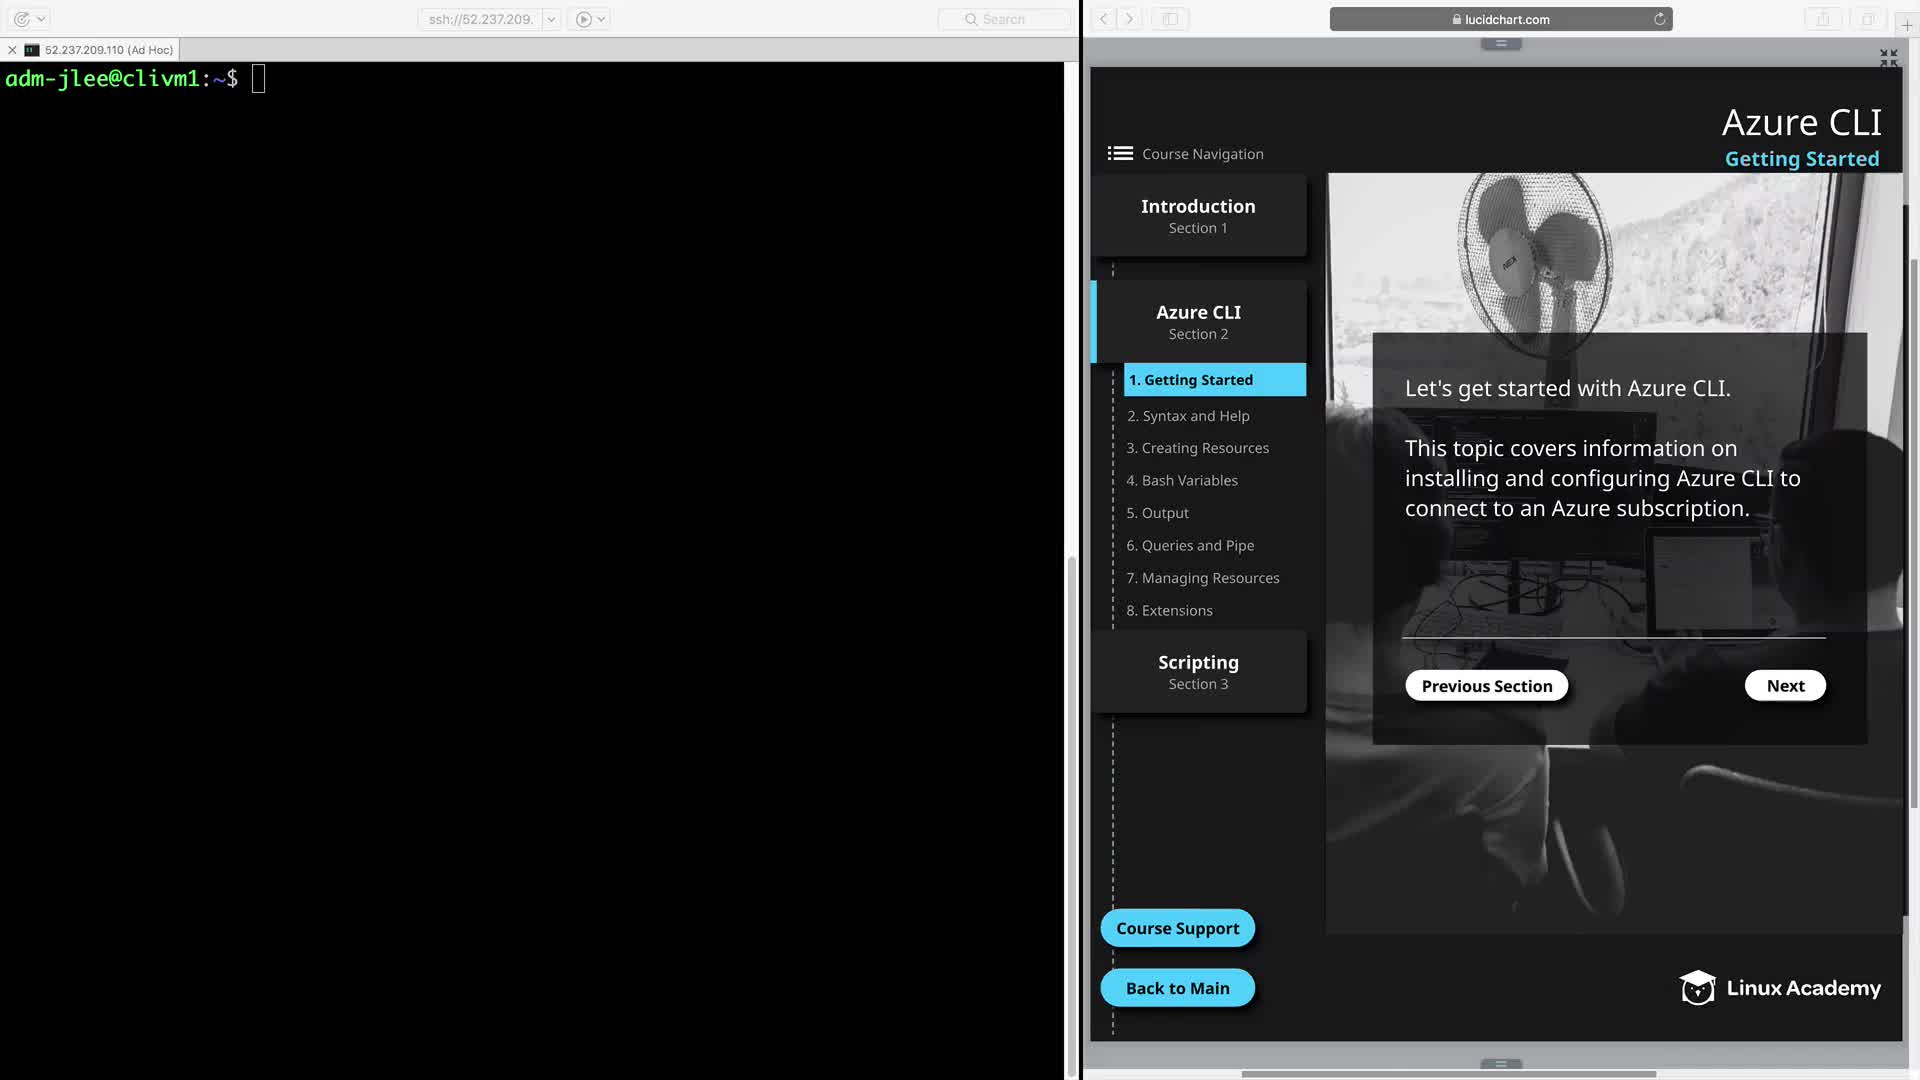 ssh://52.237.209.
Search
52.237.209.110 (Ad Hoc)
adm-jlee@clivm1:~$
lucidchart.com
Azure CLI
Getting Started
Course Navigation
Introduction
Section 1
Azure CLI
Section 2
1. Getting Started
2. Syntax and Help
3. Creating Resources
4. Bash Variables
5. Output
6. Queries and Pipe
7. Managing Resources
8. Extensions
Scripting
Section 3
NEX
Let's get started with Azure CLI.
This topic covers information on
installing and configuring Azure CLI to
connect to an Azure subscription.
Previous Section
Next
Course Support
Back to Main
Linux Academy